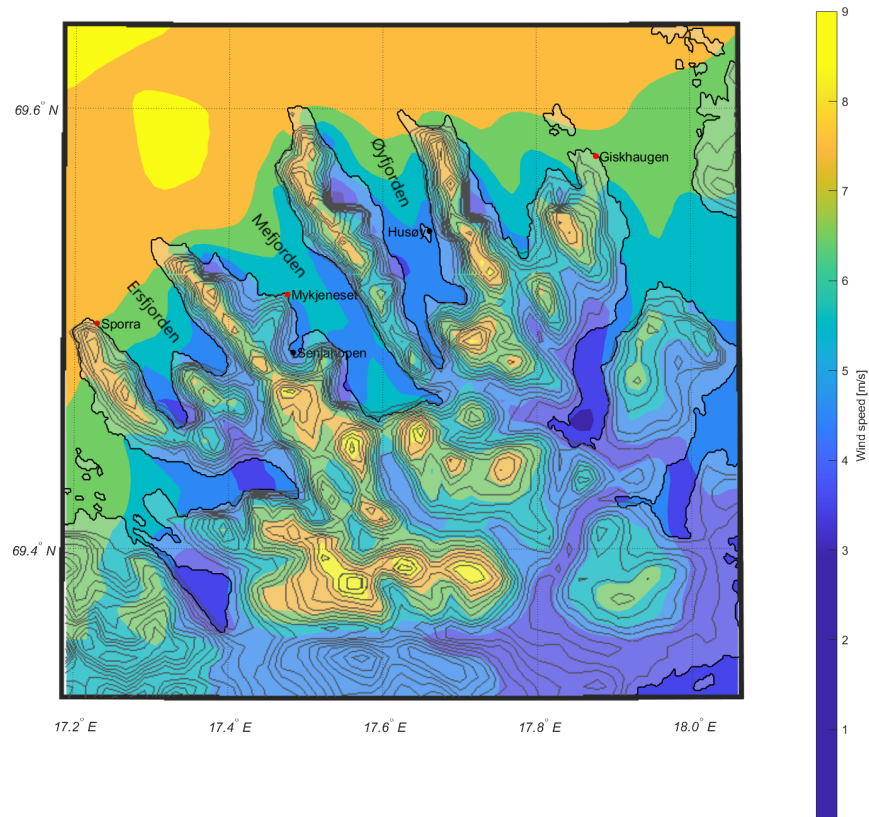 9
8
7
6
5
4
3
2
1
Wind speed [m/s]
69.6° N
69.4° N
Øyfjorden
Giskhaugen
Mefjorden
Husøy
Ersfjorden
Mykjeneset
Sporra
Senjahopen
17.2° E
17.4° E
17.6° E
17.8° E
18.0° E